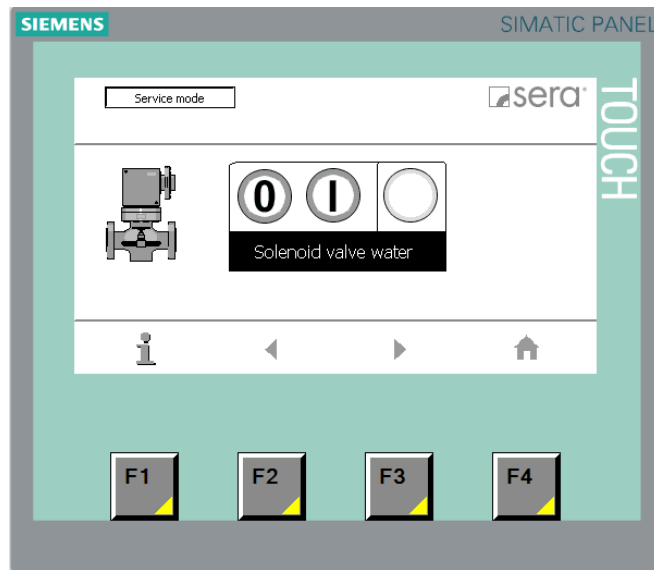 SIEMENS
SIMATIC PANEL
TOUCH
Service mode
sera
0 I
Solenoid valve water
i
F1 F2 F3 F4